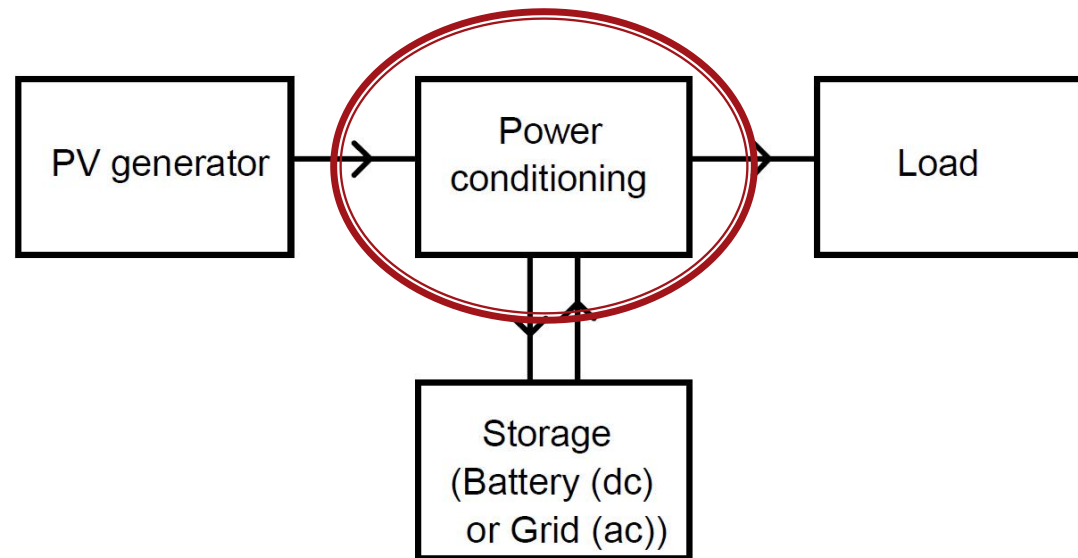 PV generator
Power
conditioning
Load
Storage
(Battery (dc)
or Grid (ac))